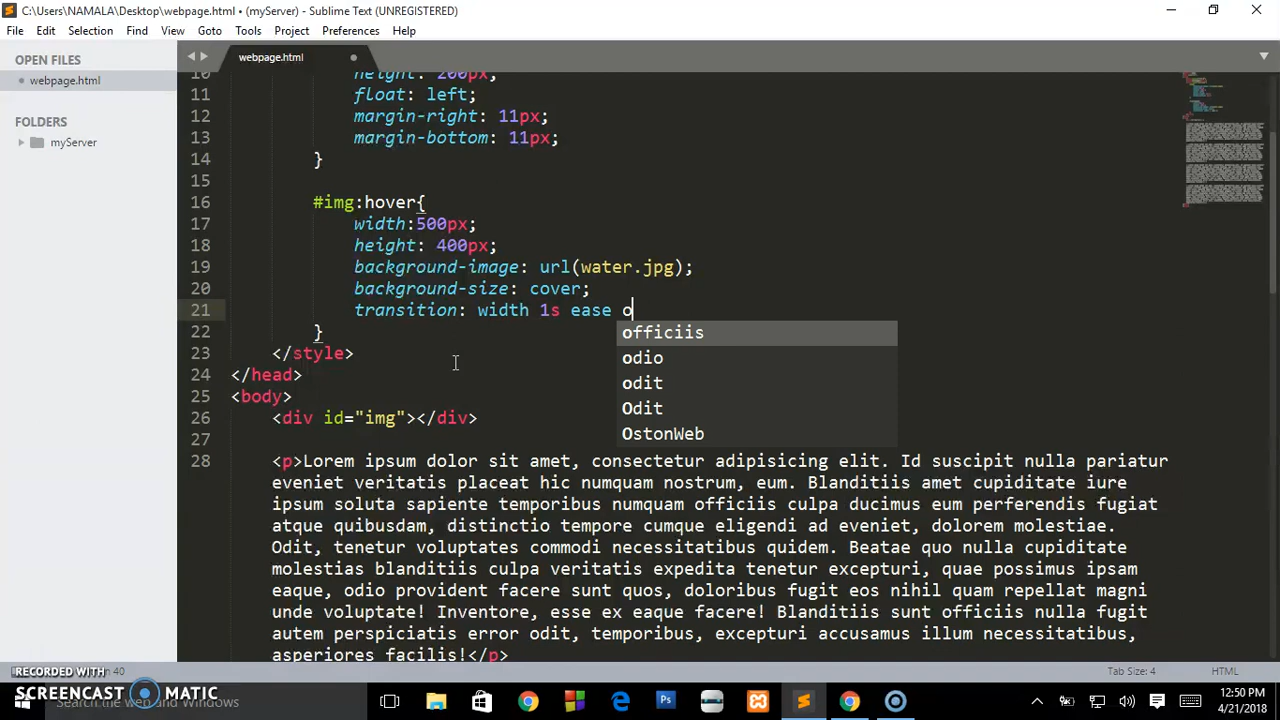 C:\Users\NAMALA\Desktop\webpage.html • (myServer) - Sublime Text (UNREGISTERED)
File Edit Selection Find View Goto Tools Project Preferences Help
OPEN FILES
webpage.html
FOLDERS
myServer
webpage.html
10 height: 200px;
11 float: left;
12 margin-right: 11px;
13 margin-bottom: 11px;
14 }
15
16 #img:hover{
17 width:500px;
18 height: 400px;
19 background-image: url(water.jpg);
20 background-size: cover;
21 transition: width 1s ease o
22 }
officiis
odio
odit
Odit
OstonWeb
23 </style>
24 </head>
25 <body>
26 <div id="img"></div>
27
28 <p>Lorem ipsum dolor sit amet, consectetur adipisicing elit. Id suscipit nulla pariatur
eveniet veritatis placeat hic numquam nostrum, eum. Blanditiis amet cupiditate iure
ipsum soluta sapiente temporibus numquam officiis culpa ducimus eum perferendis fugiat
atque quibusdam, distinctio tempore cumque eligendi ad eveniet, dolorem molestiae.
Odit, tenetur voluptates commodi necessitatibus quidem. Beatae quo nulla cupiditate
molestias blanditiis culpa veritatis expedita tenetur excepturi, quae possimus ipsam
eaque, odio provident facere sunt quos, doloribus fugit eos nihil quam repellat magni
unde voluptate! Inventore, esse ex eaque facere! Blanditiis sunt officiis nulla fugit
autem perspiciatis error odit, temporibus, excepturi accusamus illum necessitatibus,
asperiores facilis!</p>
RECORDED WITH
SCREENCAST MATIC
40
Tab Size: 4
HTML
Search the web and Windows
Ps
12:50 PM
4/21/2018